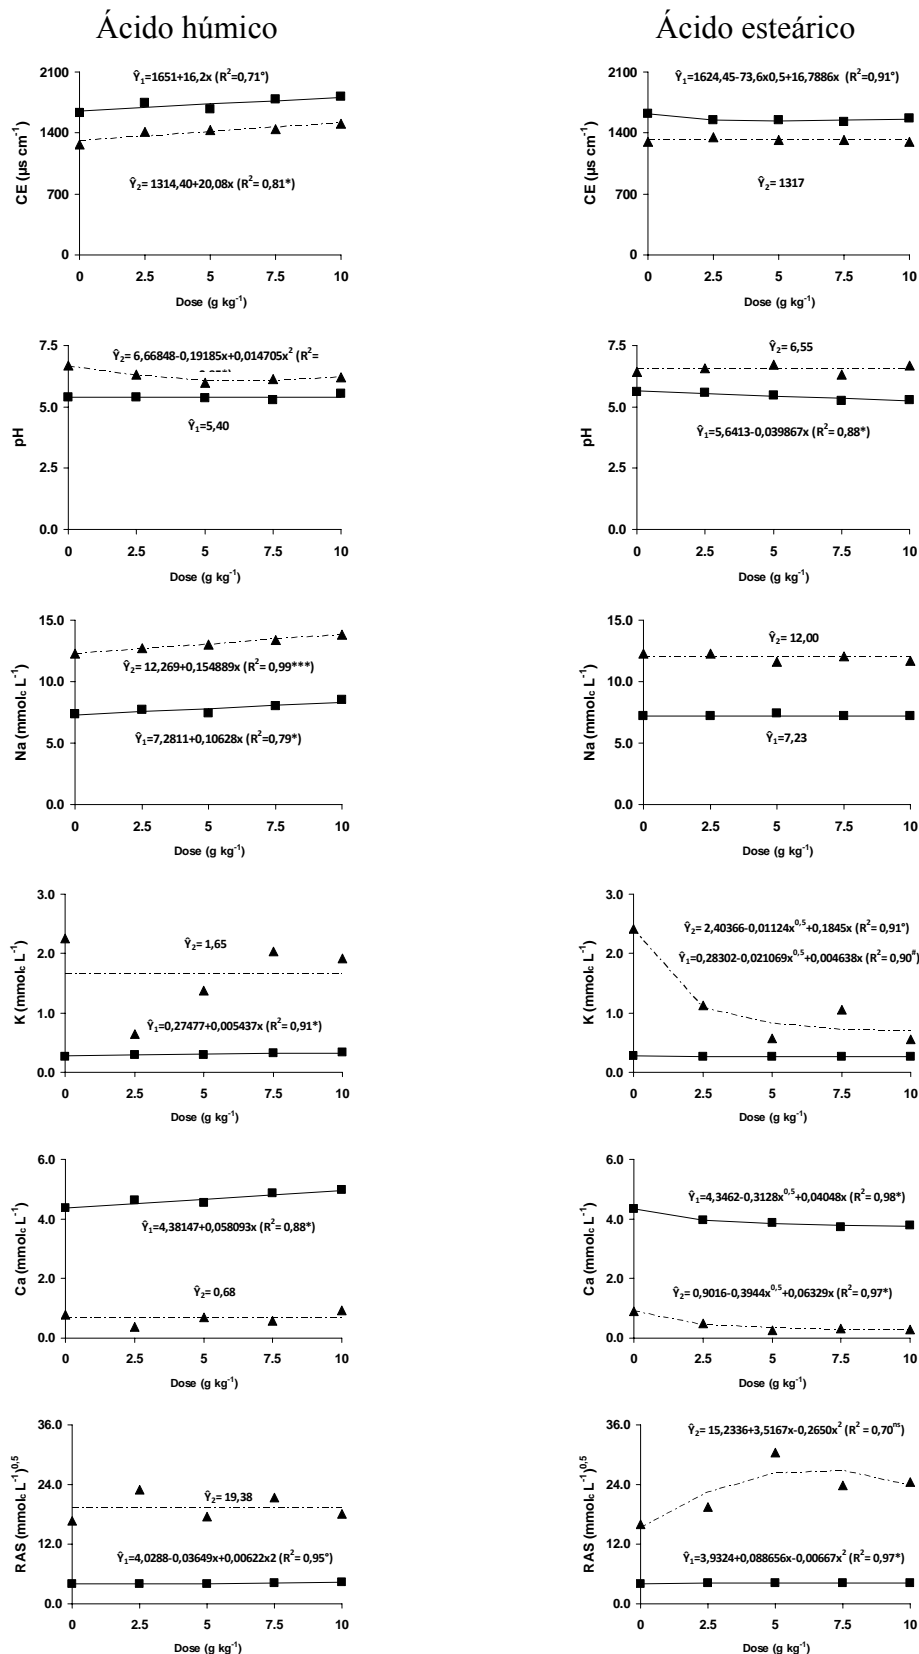 Ácido húmico
Ácido esteárico
2100
1400
700
0
CE (µs cm⁻¹)
Ŷ₁=1651+16,2x (R²=0,71°)
Ŷ₂= 1314,40+20,08x (R²= 0,81*)
0 2.5 5 7.5 10
Dose (g kg⁻¹)
2100
1400
700
0
CE (µs cm⁻¹)
Ŷ₁=1624,45-73,6x0,5+16,7886x (R²=0,91°)
Ŷ₂= 1317
0 2.5 5 7.5 10
Dose (g kg⁻¹)
7.5
5.0
2.5
0.0
pH
Ŷ₂= 6,66848-0,19185x+0,014705x² (R²=
Ŷ₁=5,40
0 2.5 5 7.5 10
Dose (g kg⁻¹)
7.5
5.0
2.5
0.0
pH
Ŷ₂= 6,55
Ŷ₁=5,6413-0,039867x (R²= 0,88*)
0 2.5 5 7.5 10
Dose (g kg⁻¹)
15.0
10.0
5.0
0.0
Na (mmol꜀ L⁻¹)
Ŷ₂= 12,269+0,154889x (R²= 0,99***)
Ŷ₁=7,2811+0,10628x (R²=0,79*)
0 2.5 5 7.5 10
Dose (g kg⁻¹)
15.0
10.0
5.0
0.0
Na (mmol꜀ L⁻¹)
Ŷ₂= 12,00
Ŷ₁=7,23
0 2.5 5 7.5 10
Dose (g kg⁻¹)
3.0
2.0
1.0
0.0
K (mmol꜀ L⁻¹)
Ŷ₂= 1,65
Ŷ₁=0,27477+0,005437x (R²= 0,91*)
0 2.5 5 7.5 10
Dose (g kg⁻¹)
3.0
2.0
1.0
0.0
K (mmol꜀ L⁻¹)
Ŷ₂= 2,40366-0,01124x⁰,⁵+0,1845x (R²= 0,91°)
Ŷ₁=0,28302-0,021069x⁰,⁵+0,004638x (R²= 0,90#)
0 2.5 5 7.5 10
Dose (g kg⁻¹)
6.0
4.0
2.0
0.0
Ca (mmol꜀ L⁻¹)
Ŷ₁=4,38147+0,058093x (R²= 0,88*)
Ŷ₂= 0,68
0 2.5 5 7.5 10
Dose (g kg⁻¹)
6.0
4.0
2.0
0.0
Ca (mmol꜀ L⁻¹)
Ŷ₁=4,3462-0,3128x⁰,⁵+0,04048x (R²= 0,98*)
Ŷ₂= 0,9016-0,3944x⁰,⁵+0,06329x (R²= 0,97*)
0 2.5 5 7.5 10
Dose (g kg⁻¹)
36.0
24.0
12.0
0.0
RAS (mmol꜀ L⁻¹)⁰,⁵
Ŷ₂= 19,38
Ŷ₁=4,0288-0,03649x+0,00622x2 (R²= 0,95°)
0 2.5 5 7.5 10
Dose (g kg⁻¹)
36.0
24.0
12.0
0.0
RAS (mmol꜀ L⁻¹)⁰,⁵
Ŷ₂= 15,2336+3,5167x-0,2650x² (R² = 0,70ⁿˢ)
Ŷ₁=3,9324+0,088656x-0,00667x² (R²= 0,97*)
0 2.5 5 7.5 10
Dose (g kg⁻¹)